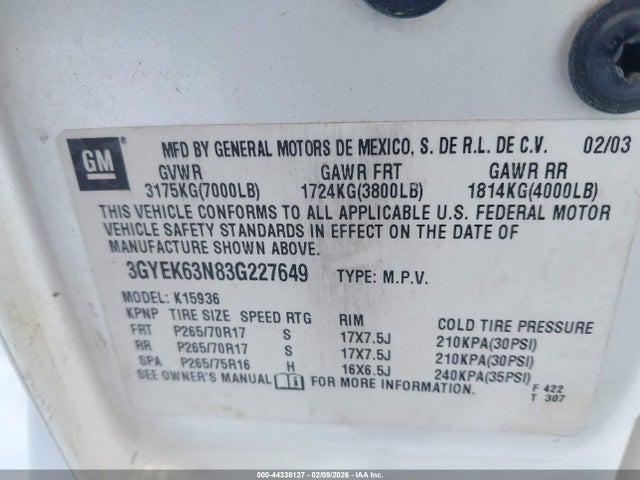 GM
MFD BY GENERAL MOTORS DE MEXICO, S. DE R.L. DE C.V. 02/03
GVWR GAWR FRT GAWR RR
3175KG(7000LB) 1724KG(3800LB) 1814KG(4000LB)
THIS VEHICLE CONFORMS TO ALL APPLICABLE U.S. FEDERAL MOTOR
VEHICLE SAFETY STANDARDS IN EFFECT ON THE DATE OF
MANUFACTURE SHOWN ABOVE.
3GYEK63N83G227649 TYPE: M.P.V.
MODEL: K15936
KPNP TIRE SIZE SPEED RTG RIM COLD TIRE PRESSURE
FRT P265/70R17 S 17X7.5J 210KPA(30PSI)
RR P265/70R17 S 17X7.5J 210KPA(30PSI)
SPA P265/75R16 H 16X6.5J 240KPA(35PSI)
SEE OWNER'S MANUAL FOR MORE INFORMATION. F 422
T 307
000-44338127 - 02/09/2026 - IAA Inc.